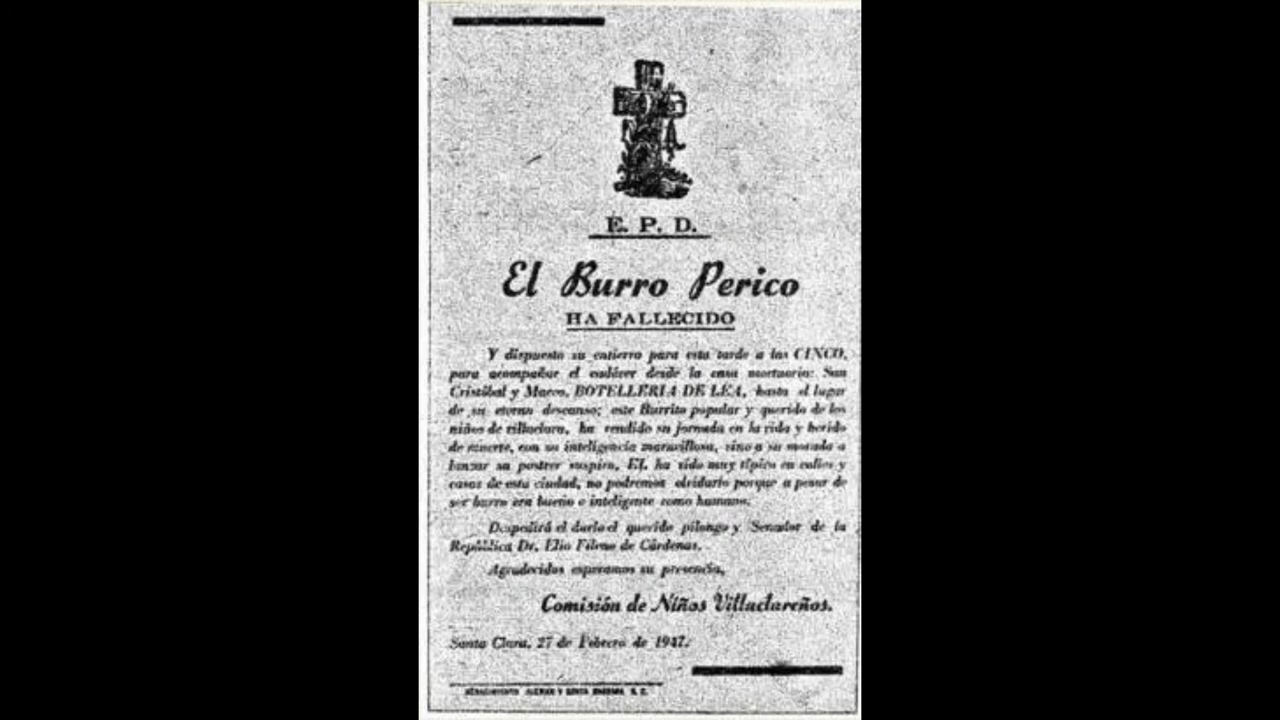 E. P. D.
El Burro Perico
HA FALLECIDO
Y dispuesto su entierro para esta tarde a las CINCO,
para acompañar el cadáver desde la casa mortuoria: San
Cristóbal y Maceo, BOTELLERIA DE LEA, hasta el lugar
de su eterno descanso; este Burrito popular y querido de los
niños de villaclara, ha rendido su jornada en la vida y herido
de muerte, con su inteligencia maravillosa, vino a su morada a
lanzar su postrer suspiro. EL ha sido muy típico en calles y
casas de esta ciudad, no podremos olvidarlo porque a pesar de
ser burro era bueno e inteligente como humano.
Despedirá el duelo el querido pilongo y Senador de la
República Dr. Elio Fileno de Cárdenas.
Agradecidos esperamos su presencia,
Comisión de Niños Villaclareños.
Santa Clara, 27 de Febrero de 1947.